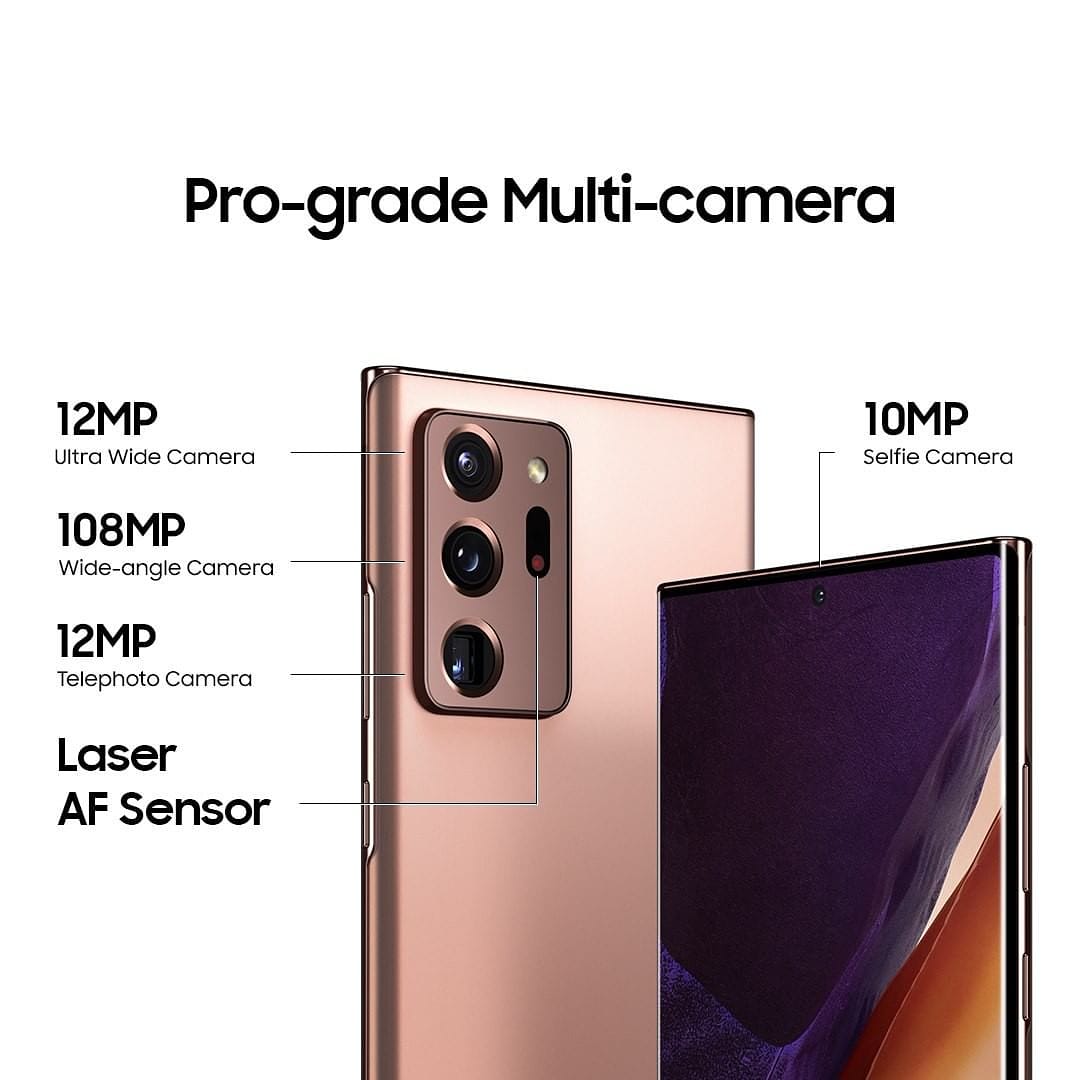 Pro-grade Multi-camera
12MP
Ultra Wide Camera
108MP
Wide-angle Camera
12MP
Telephoto Camera
Laser
AF Sensor
10MP
Selfie Camera